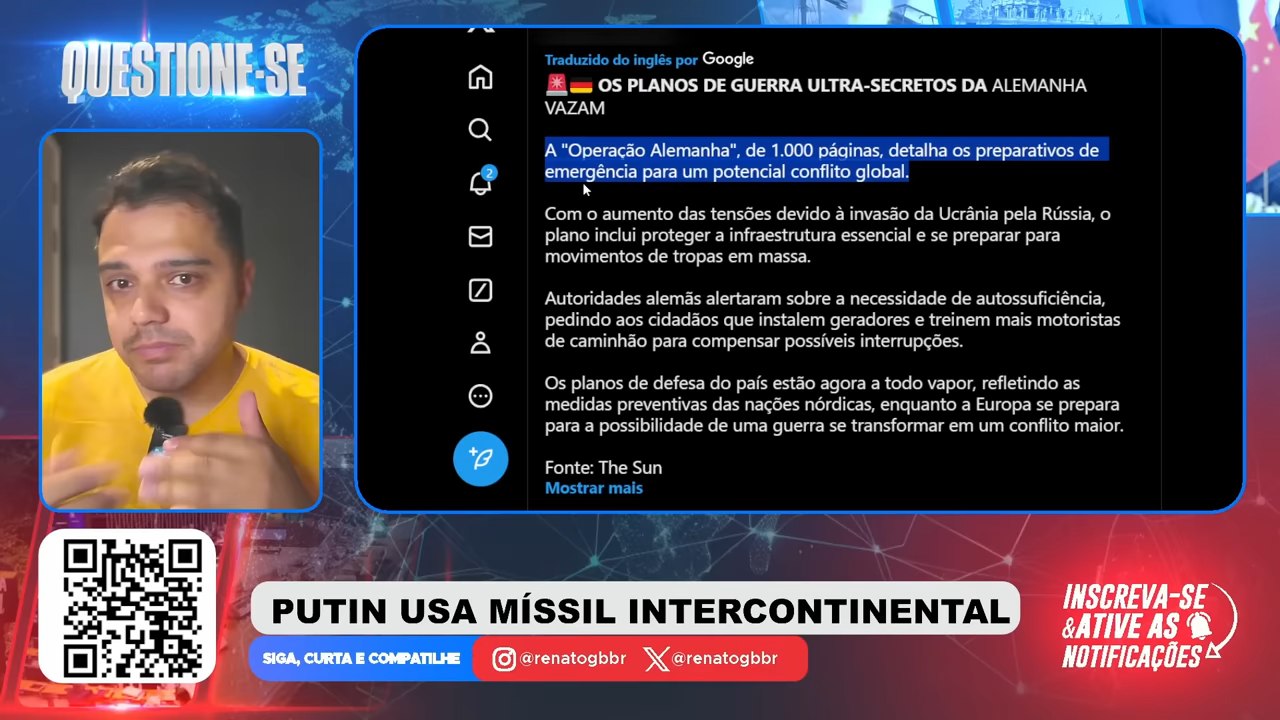 QUESTIONE-SE
Traduzido do inglês por Google
OS PLANOS DE GUERRA ULTRA-SECRETOS DA ALEMANHA
VAZAM
A "Operação Alemanha", de 1.000 páginas, detalha os preparativos de
emergência para um potencial conflito global.
Com o aumento das tensões devido à invasão da Ucrânia pela Rússia, o
plano inclui proteger a infraestrutura essencial e se preparar para
movimentos de tropas em massa.
Autoridades alemãs alertaram sobre a necessidade de autossuficiência,
pedindo aos cidadãos que instalem geradores e treinem mais motoristas
de caminhão para compensar possíveis interrupções.
Os planos de defesa do país estão agora a todo vapor, refletindo as
medidas preventivas das nações nórdicas, enquanto a Europa se prepara
para a possibilidade de uma guerra se transformar em um conflito maior.
Fonte: The Sun
Mostrar mais
2
PUTIN USA MÍSSIL INTERCONTINENTAL
SIGA, CURTA E COMPATILHE
@renatogbbr
@renatogbbr
INSCREVA-SE
&ATIVE AS
NOTIFICAÇÕES